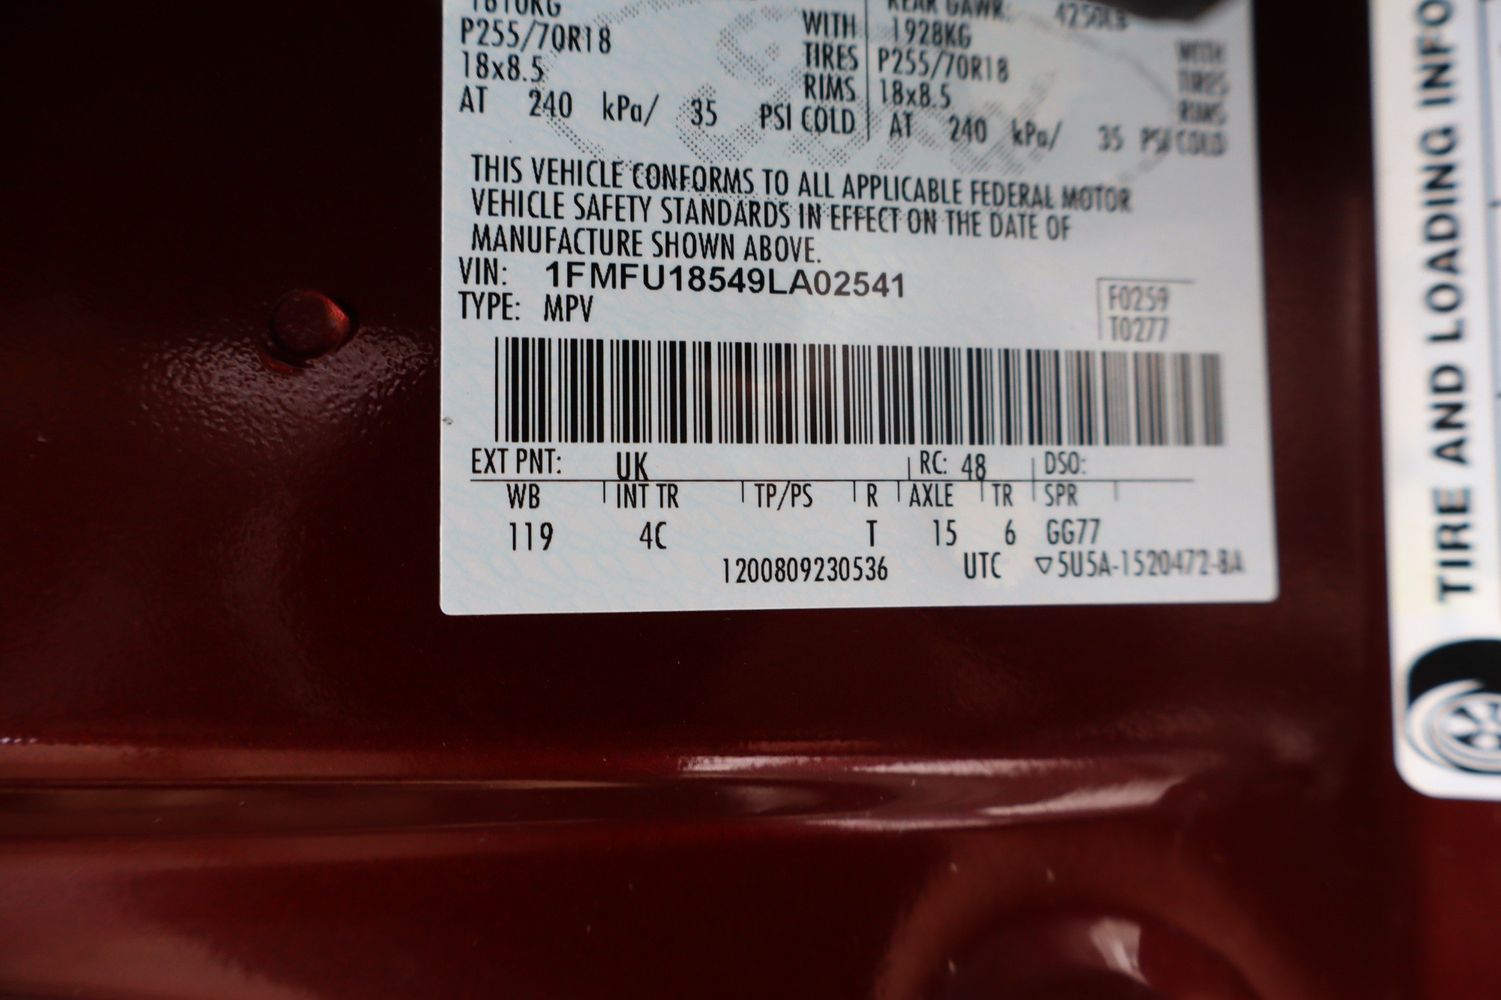 1810KG
P255/70R18
18x8.5
AT 240 kPa/ 35 PSI COLD
WITH
TIRES
RIMS
REAR GAWR: 4250LB
1928KG
P255/70R18
18x8.5
AT 240 kPa/ 35 PSI COLD
WITH
TIRES
RIMS
THIS VEHICLE CONFORMS TO ALL APPLICABLE FEDERAL MOTOR
VEHICLE SAFETY STANDARDS IN EFFECT ON THE DATE OF
MANUFACTURE SHOWN ABOVE.
VIN: 1FMFU18549LA02541
TYPE: MPV
F0259
T0277
EXT PNT: UK RC: 48 DSO:
WB INT TR TP/PS R AXLE TR SPR
119 4C T 15 6 GG77
1200809230536 UTC ▽5U5A-1520472-BA
TIRE AND LOADING INFO